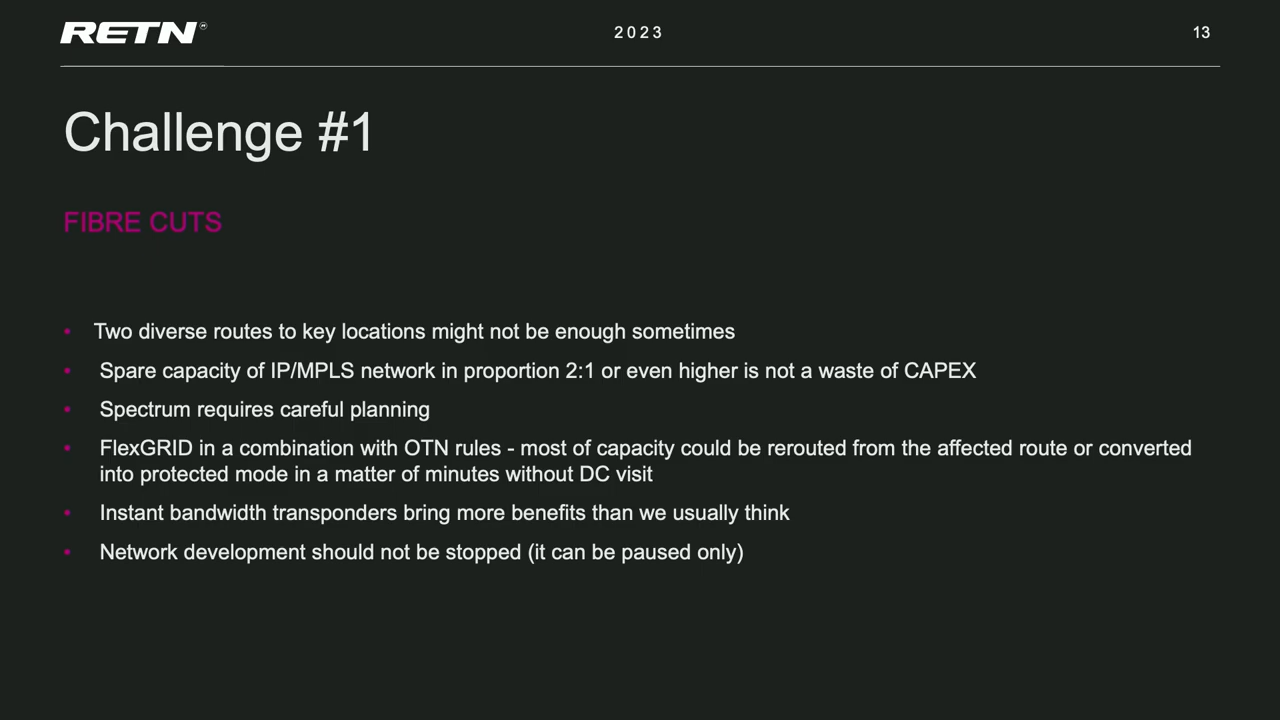 RETN
2023
13
Challenge #1
FIBRE CUTS
• Two diverse routes to key locations might not be enough sometimes
• Spare capacity of IP/MPLS network in proportion 2:1 or even higher is not a waste of CAPEX
• Spectrum requires careful planning
• FlexGRID in a combination with OTN rules - most of capacity could be rerouted from the affected route or converted
into protected mode in a matter of minutes without DC visit
• Instant bandwidth transponders bring more benefits than we usually think
• Network development should not be stopped (it can be paused only)